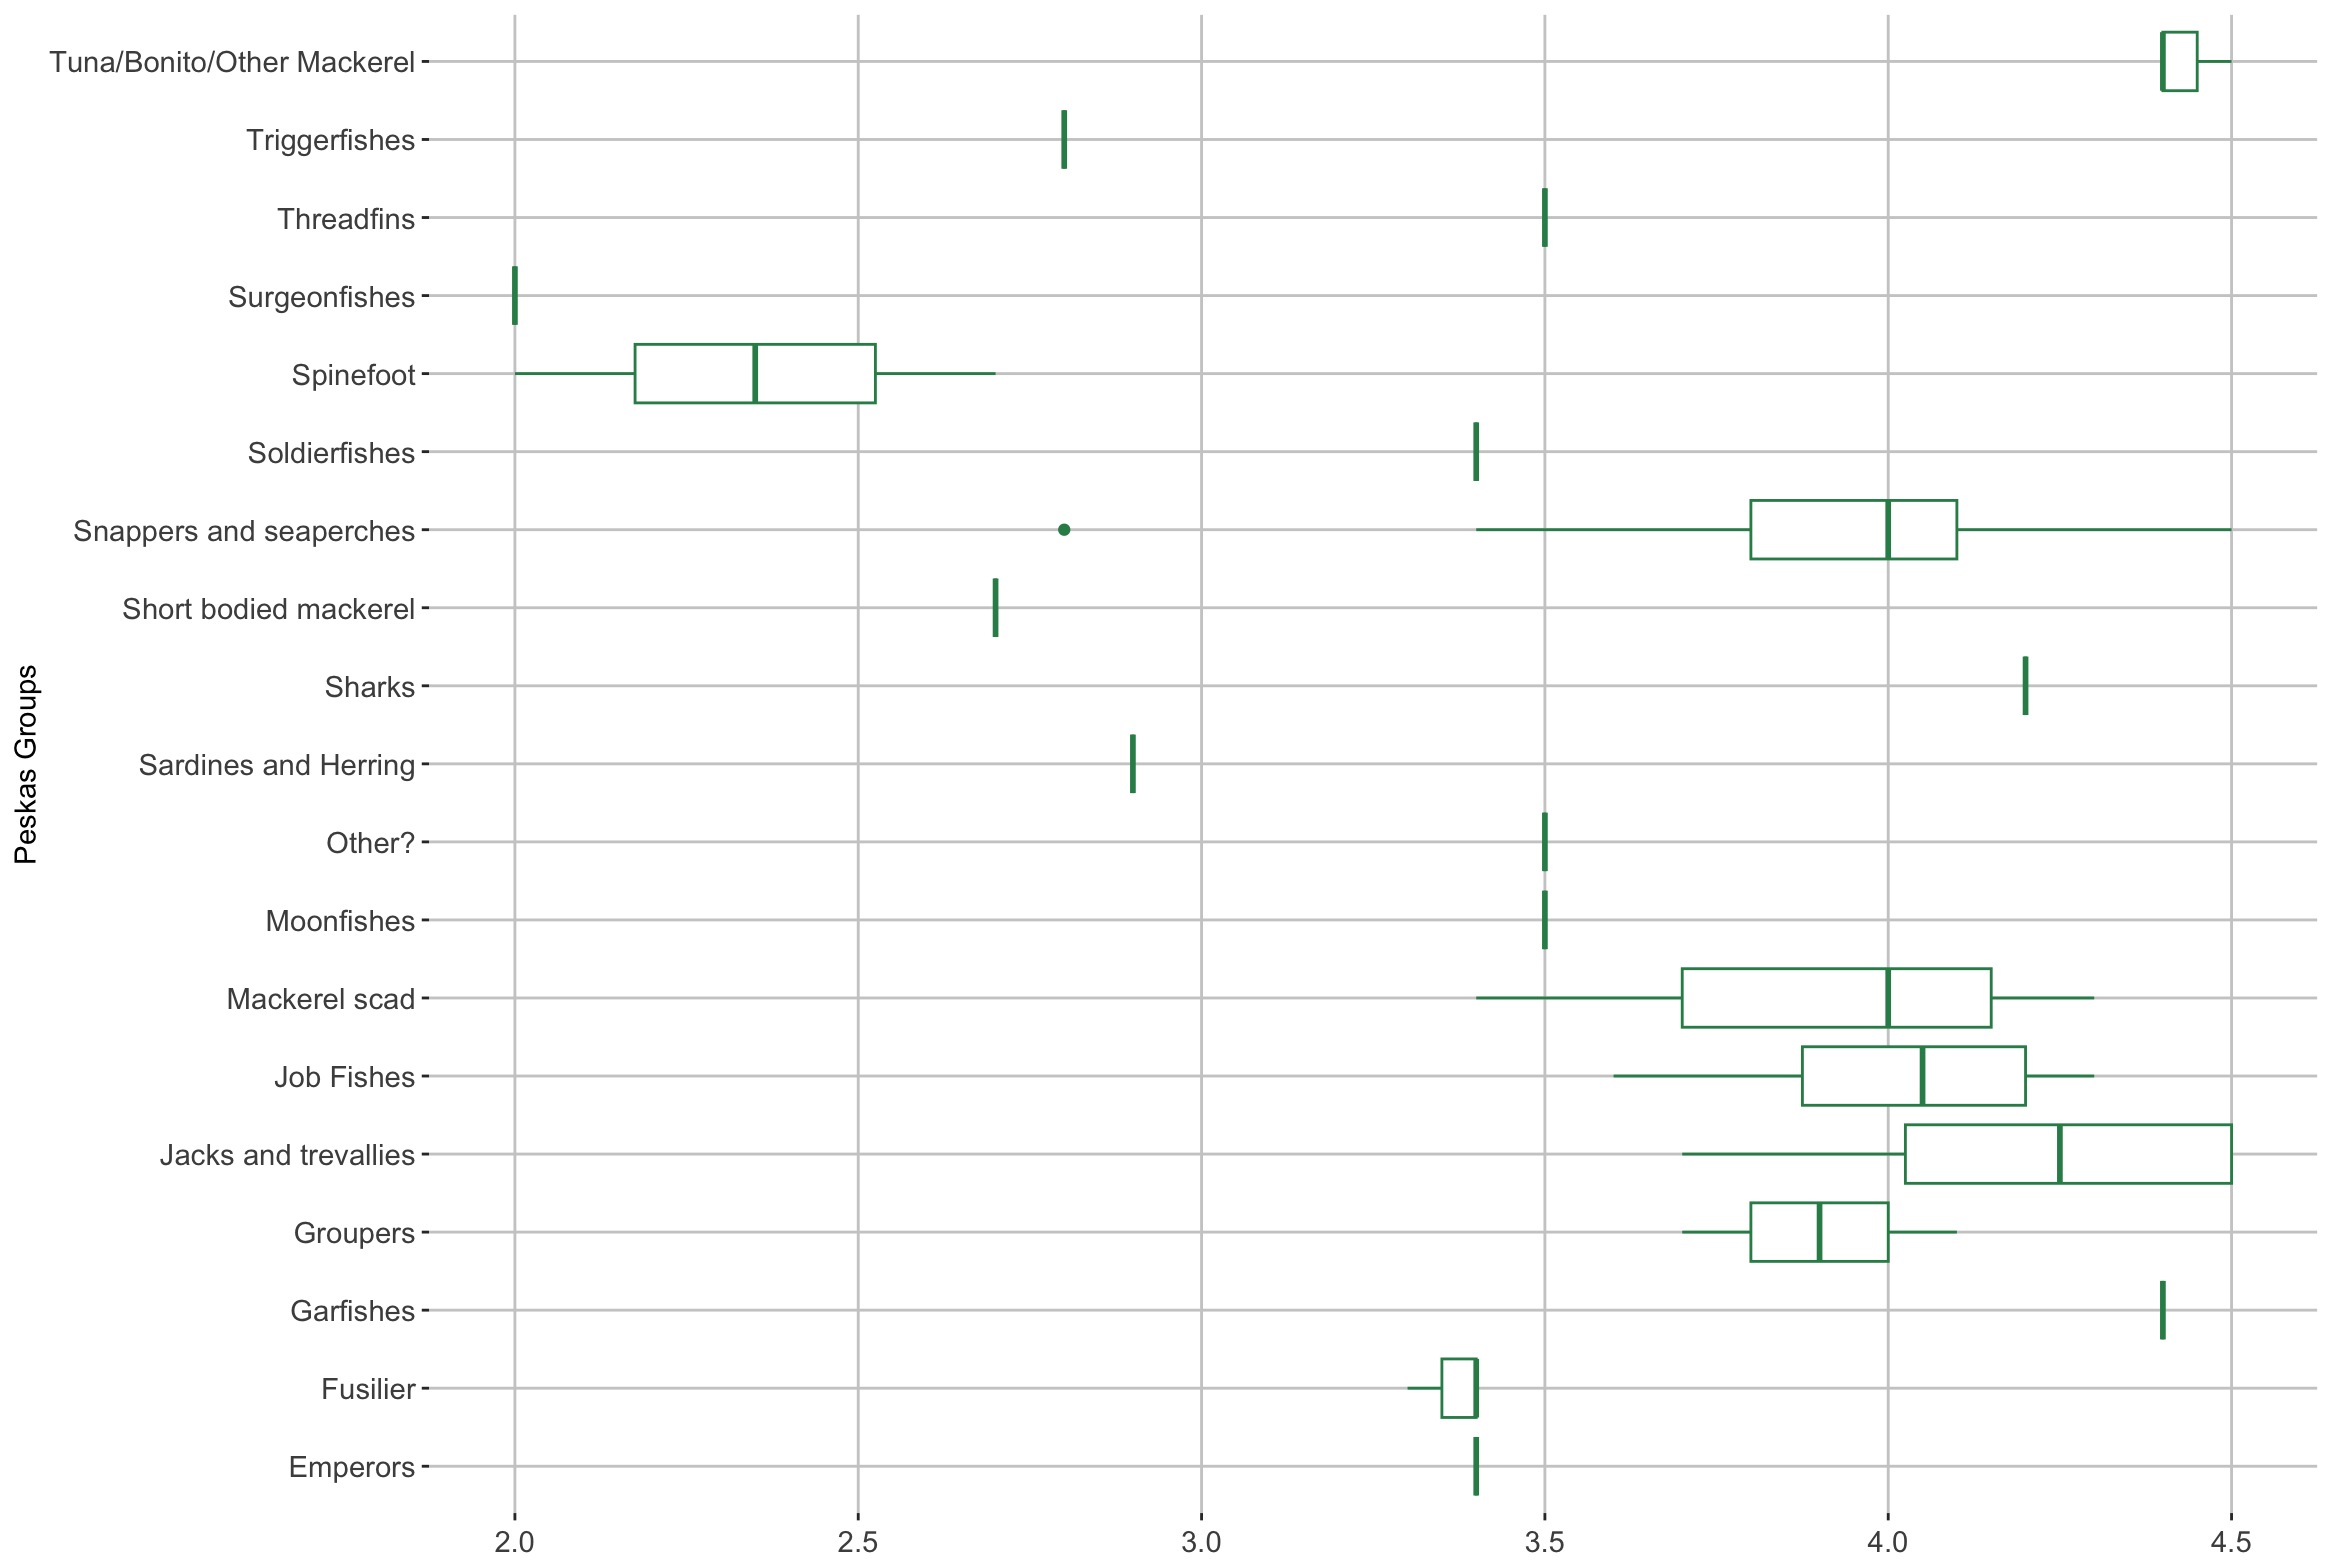 Peskas Groups
Tuna/Bonito/Other Mackerel
Triggerfishes
Threadfins
Surgeonfishes
Spinefoot
Soldierfishes
Snappers and seaperches
Short bodied mackerel
Sharks
Sardines and Herring
Other?
Moonfishes
Mackerel scad
Job Fishes
Jacks and trevallies
Groupers
Garfishes
Fusilier
Emperors
2.0 2.5 3.0 3.5 4.0 4.5